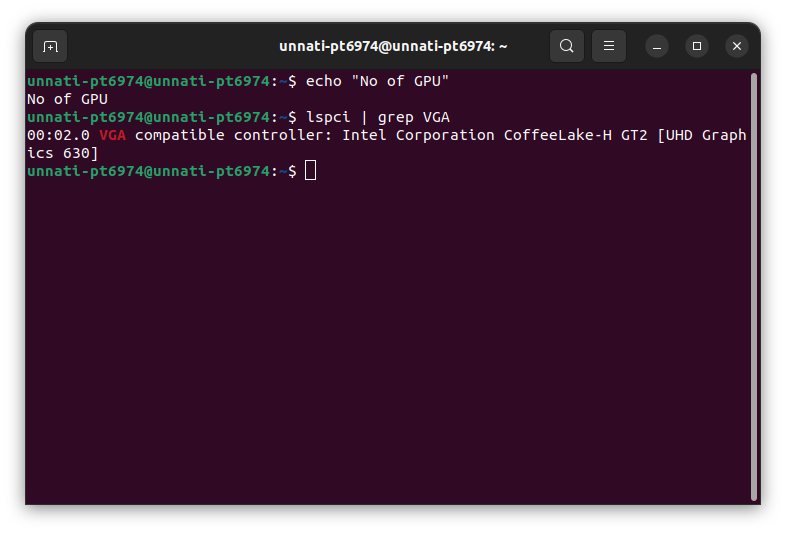 unnati-pt6974@unnati-pt6974: ~
unnati-pt6974@unnati-pt6974:~$ echo "No of GPU"
No of GPU
unnati-pt6974@unnati-pt6974:~$ lspci | grep VGA
00:02.0 VGA compatible controller: Intel Corporation CoffeeLake-H GT2 [UHD Graph
ics 630]
unnati-pt6974@unnati-pt6974:~$